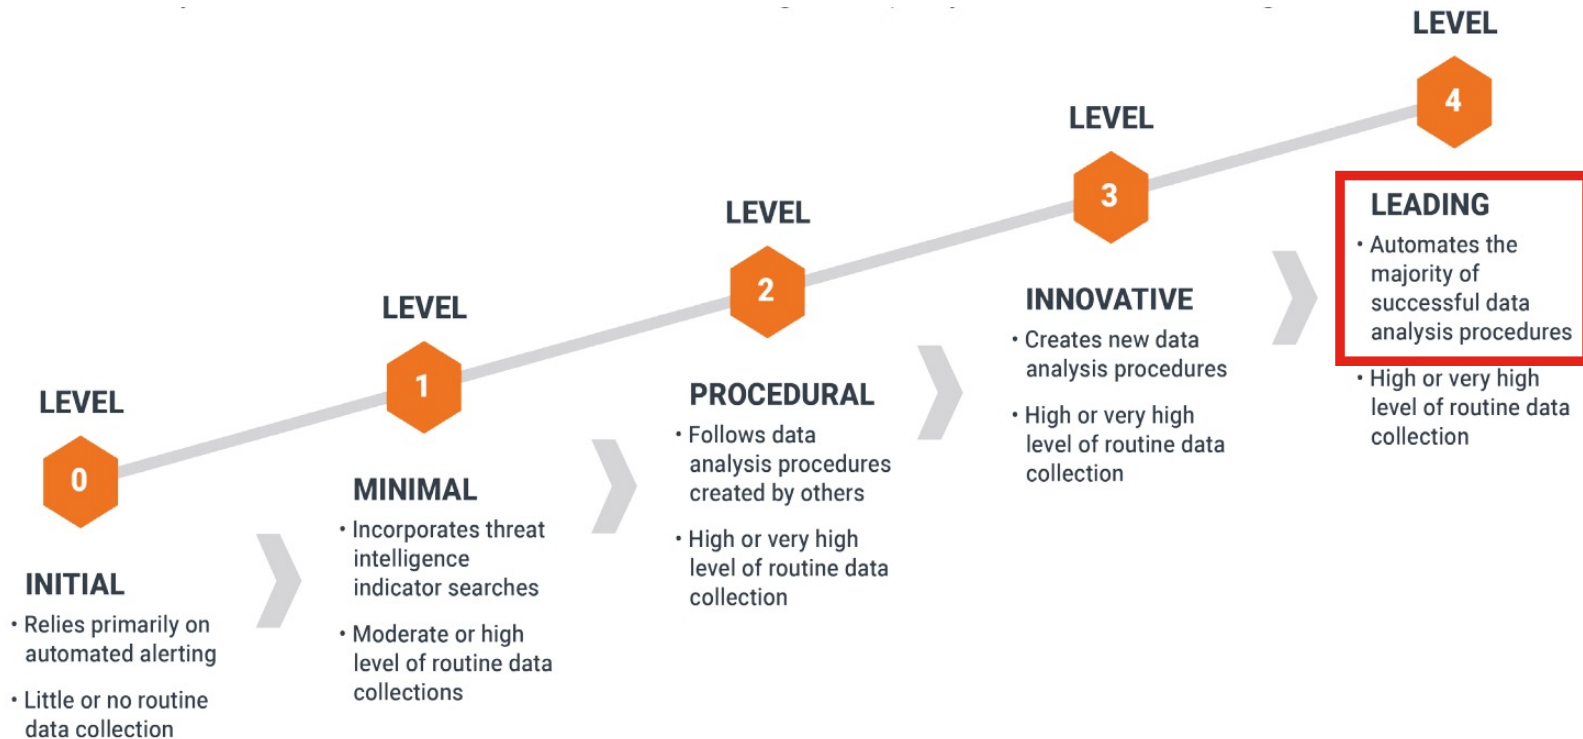 LEVEL
0
INITIAL
• Relies primarily on
automated alerting
• Little or no routine
data collection
LEVEL
1
MINIMAL
• Incorporates threat
intelligence
indicator searches
• Moderate or high
level of routine data
collections
LEVEL
2
PROCEDURAL
• Follows data
analysis procedures
created by others
• High or very high
level of routine data
collection
LEVEL
3
INNOVATIVE
• Creates new data
analysis procedures
• High or very high
level of routine data
collection
LEVEL
4
LEADING
• Automates the
majority of
successful data
analysis procedures
• High or very high
level of routine data
collection